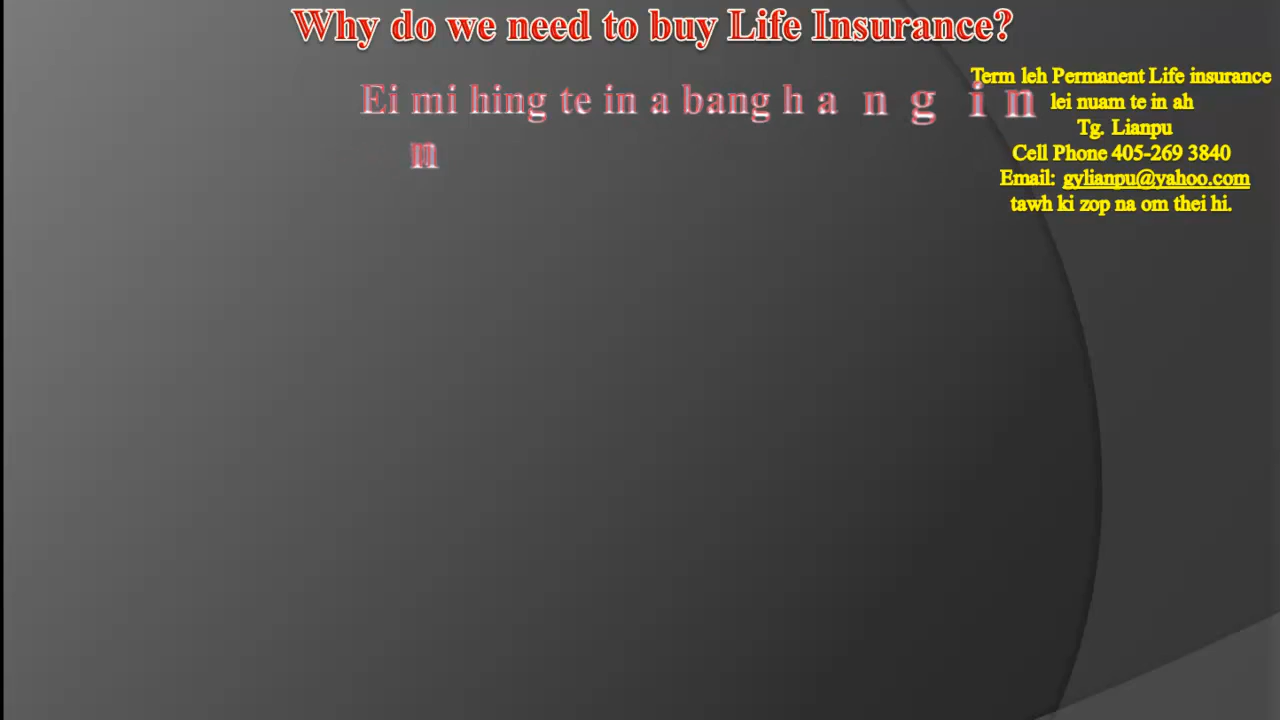 Why do we need to buy Life Insurance?
Ei mi hing te in a bang h a n g i n
n
Term leh Permanent Life insurance
lei nuam te in ah
Tg. Lianpu
Cell Phone 405-269 3840
Email: gylianpu@yahoo.com
tawh ki zop na om thei hi.